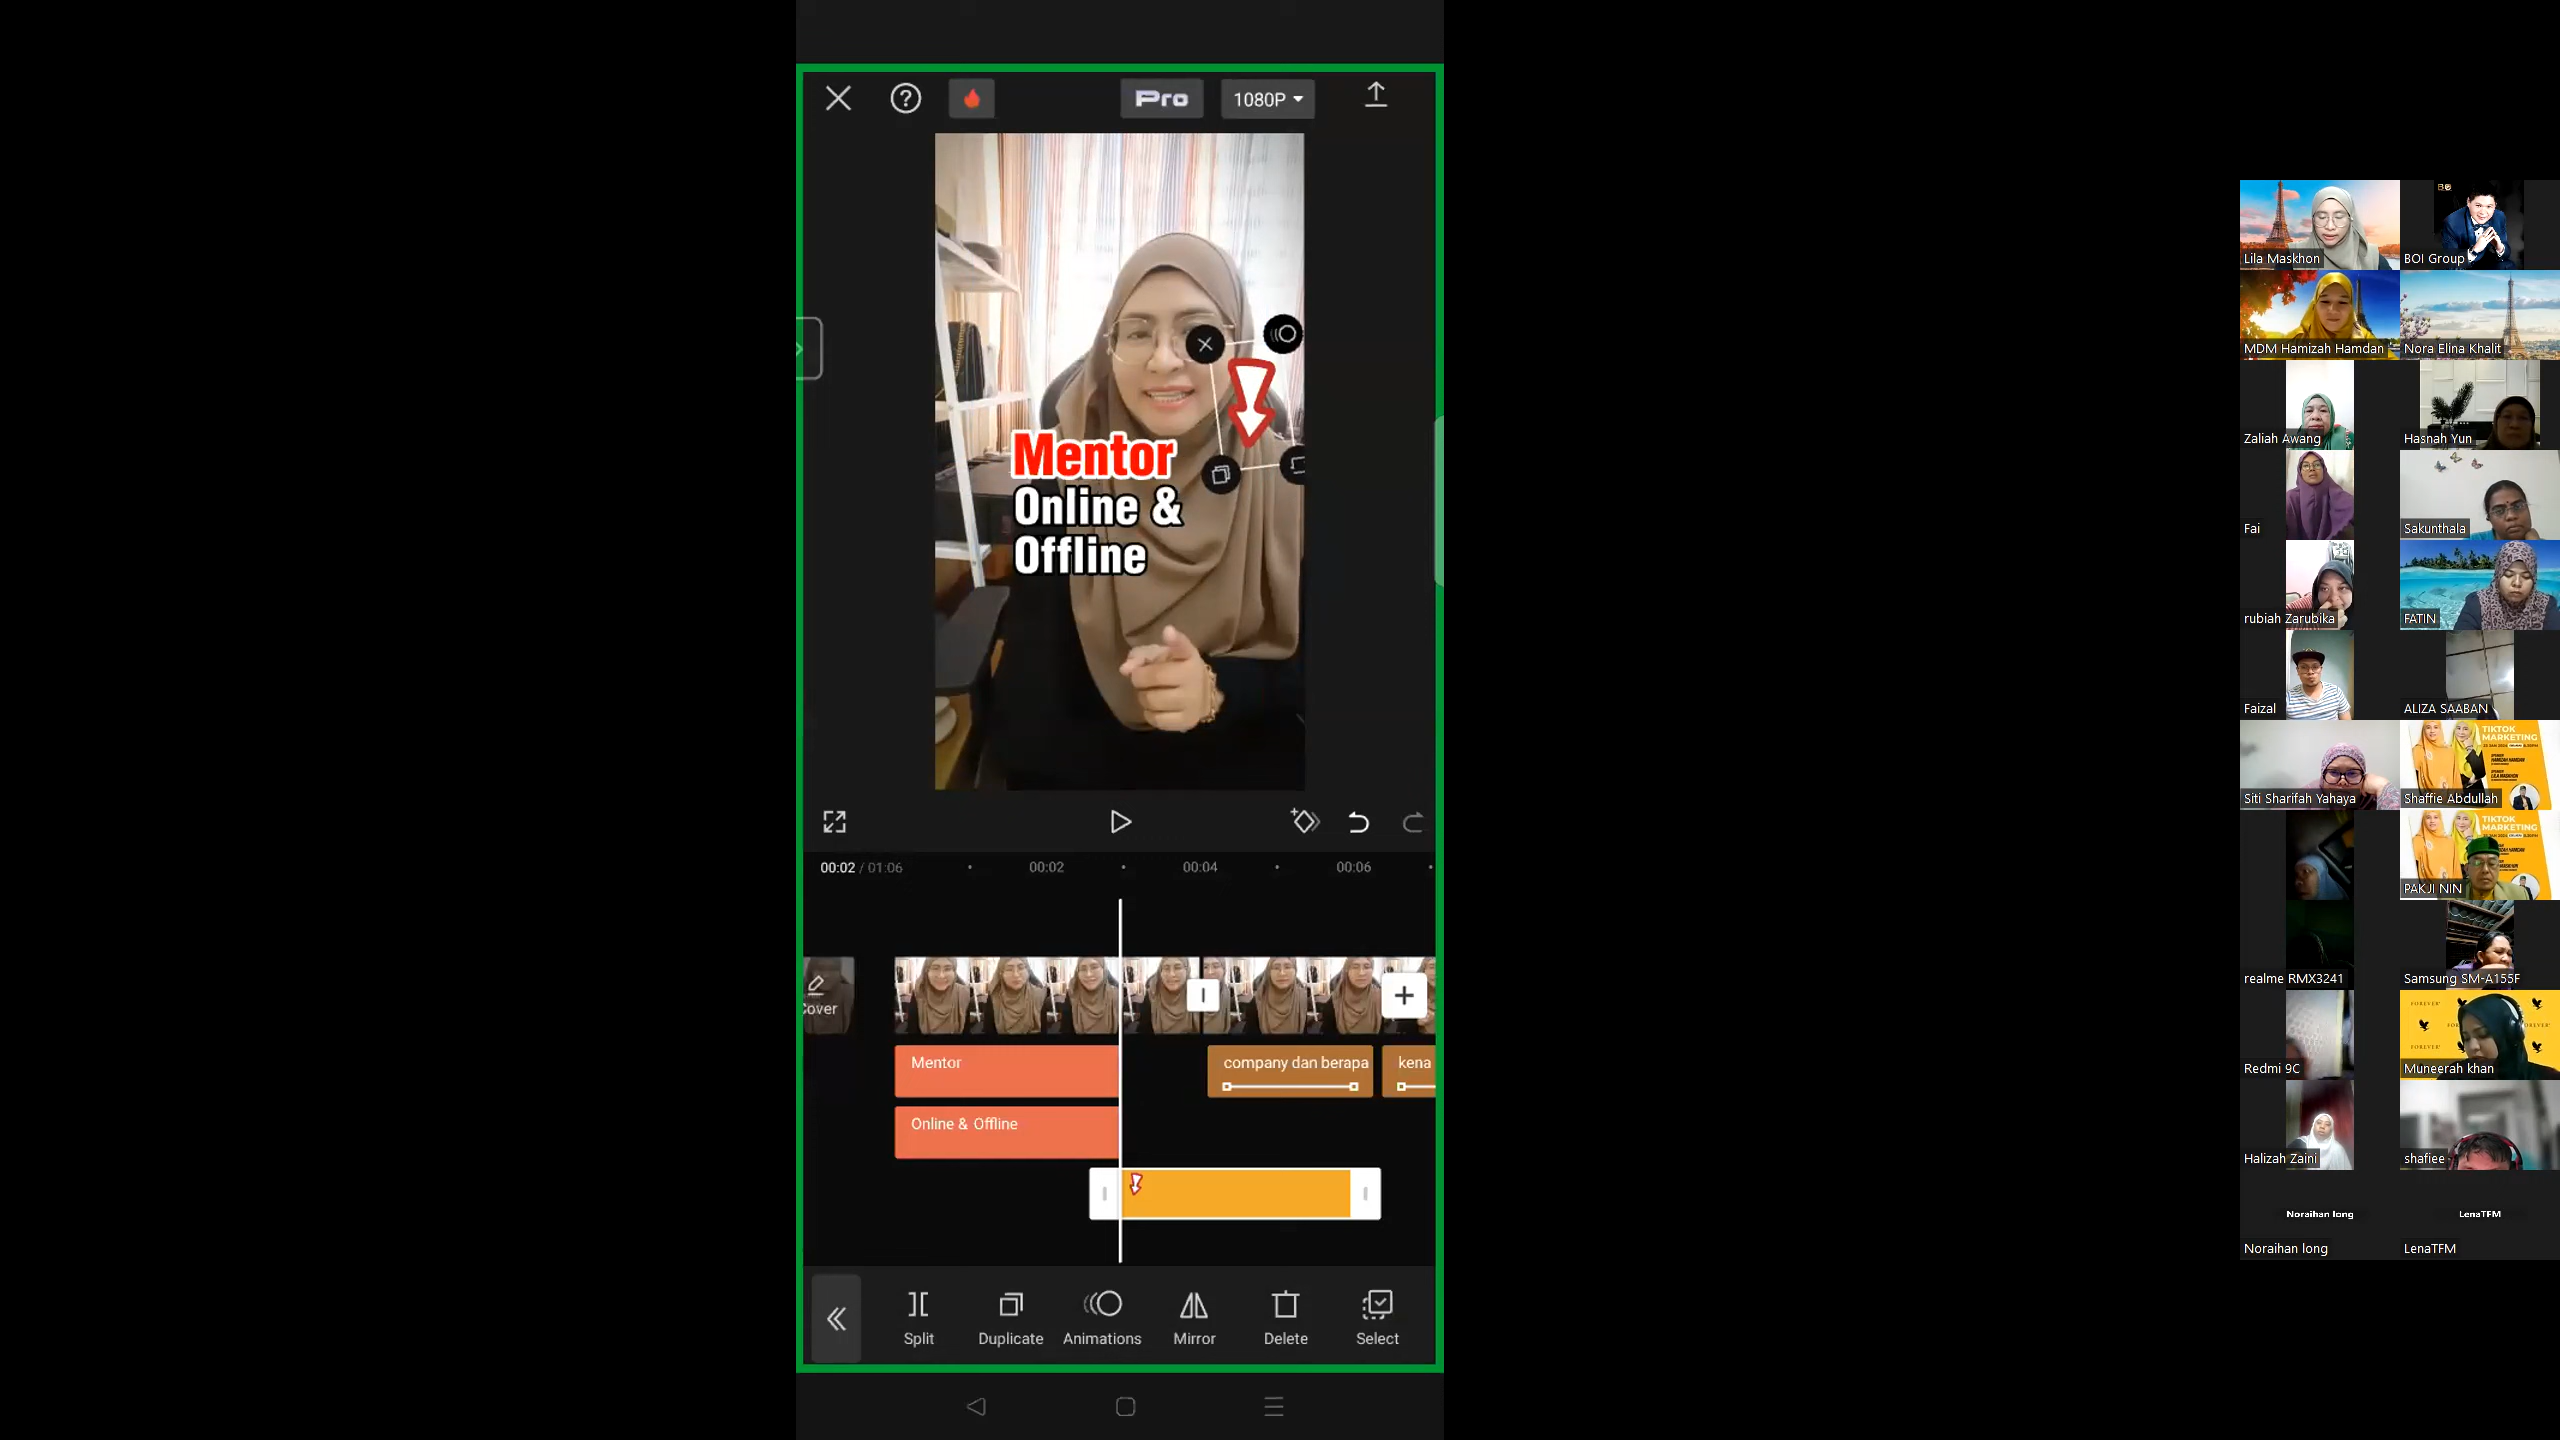 Pro
1080P
Mentor
Online &
Offline
00:02 / 01:06
00:02
00:04
00:06
Cover
Mentor
company dan berapa
kena
Online & Offline
Split
Duplicate
Animations
Mirror
Delete
Select
Lila Maskhon
BOI Group
MDM Hamizah Hamdan
Nora Elina Khalit
Zaliah Awang
Hasnah Yun
Fai
Sakunthala
rubiah Zarubika
FATIN
Faizal
ALIZA SAABAN
Siti Sharifah Yahaya
TIKTOK
MARKETING
Shaffie Abdullah
TIKTOK
MARKETING
PAKJI NIN
realme RMX3241
Samsung SM-A155F
Redmi 9C
FOREVER
Muneerah khan
Halizah Zaini
shafiee
Noraihan long
LenaTFM
Noraihan long
LenaTFM